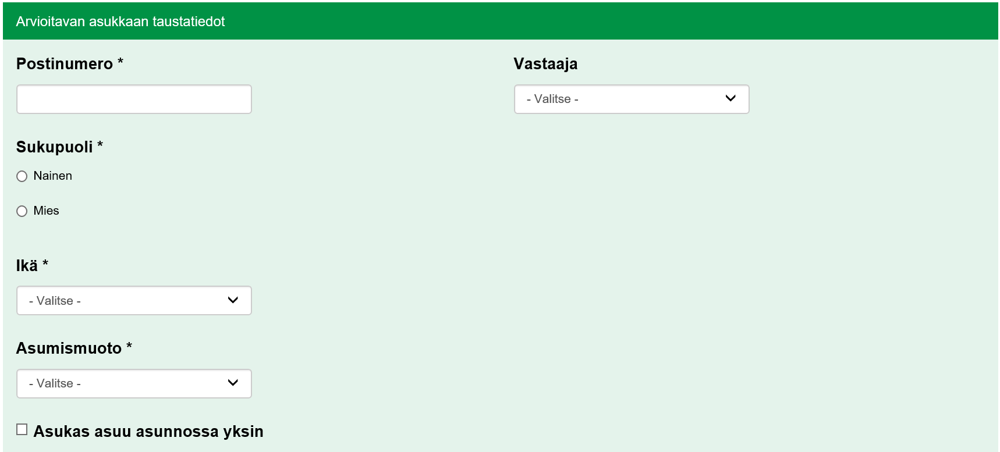 Arvioitavan asukkaan taustatiedot
Postinumero *
Vastaaja
- Valitse -
Sukupuoli *
Nainen
Mies
Ikä *
- Valitse -
Asumismuoto *
- Valitse -
Asukas asuu asunnossa yksin